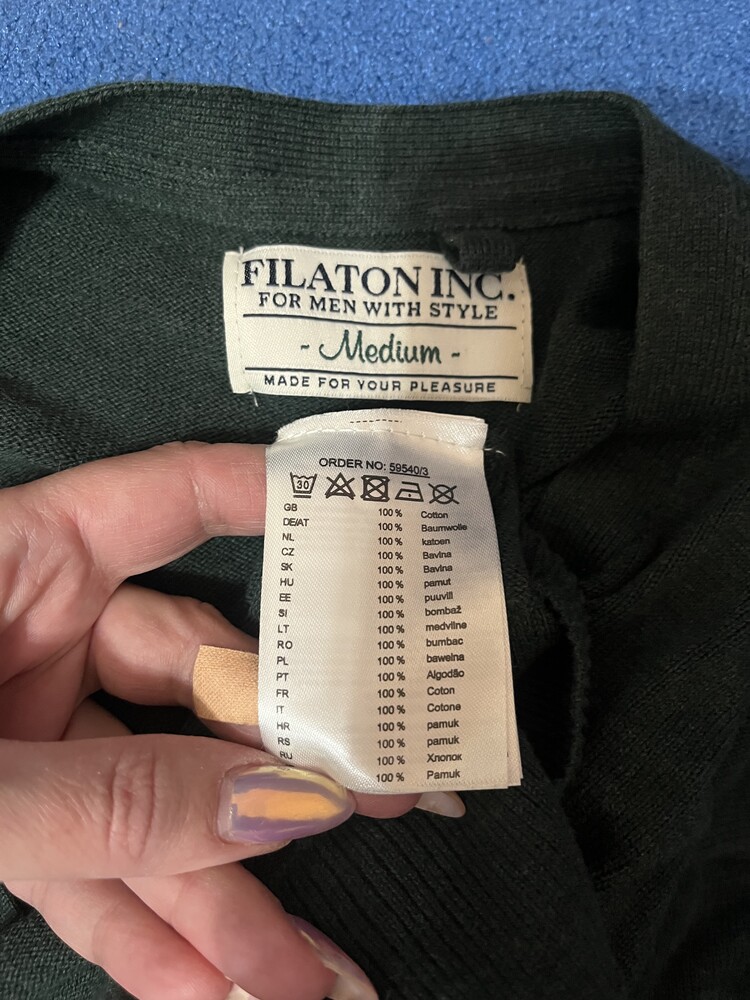 FILATON INC.
FOR MEN WITH STYLE
- Medium -
MADE FOR YOUR PLEASURE
ORDER NO: 59540/3
30
GB 100 % Cotton
DE/AT 100 % Baumwolle
NL 100 % katoen
CZ 100 % Bavlna
SK 100 % Bavlna
HU 100 % pamut
EE 100 % puuvill
SI 100 % bombaž
LT 100 % medvilne
RO 100 % bumbac
PL 100 % bawelna
PT 100 % Algodão
FR 100 % Coton
IT 100 % Cotone
HR 100 % pamuk
RS 100 % pamuk
RU 100 % Хлопок
100 % Pamuk